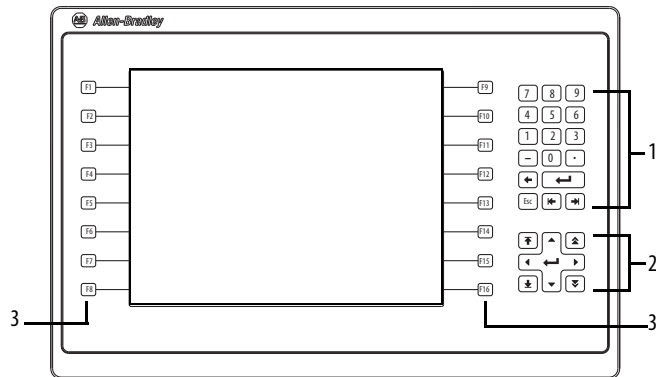 AB Allen-Bradley
F1 F9 7 8 9
F2 F10 4 5 6
F3 F11 1 2 3
F4 F12 – 0 .
F5 F13 Esc
F6 F14
F7 F15
F8 F16
1
2
3 3